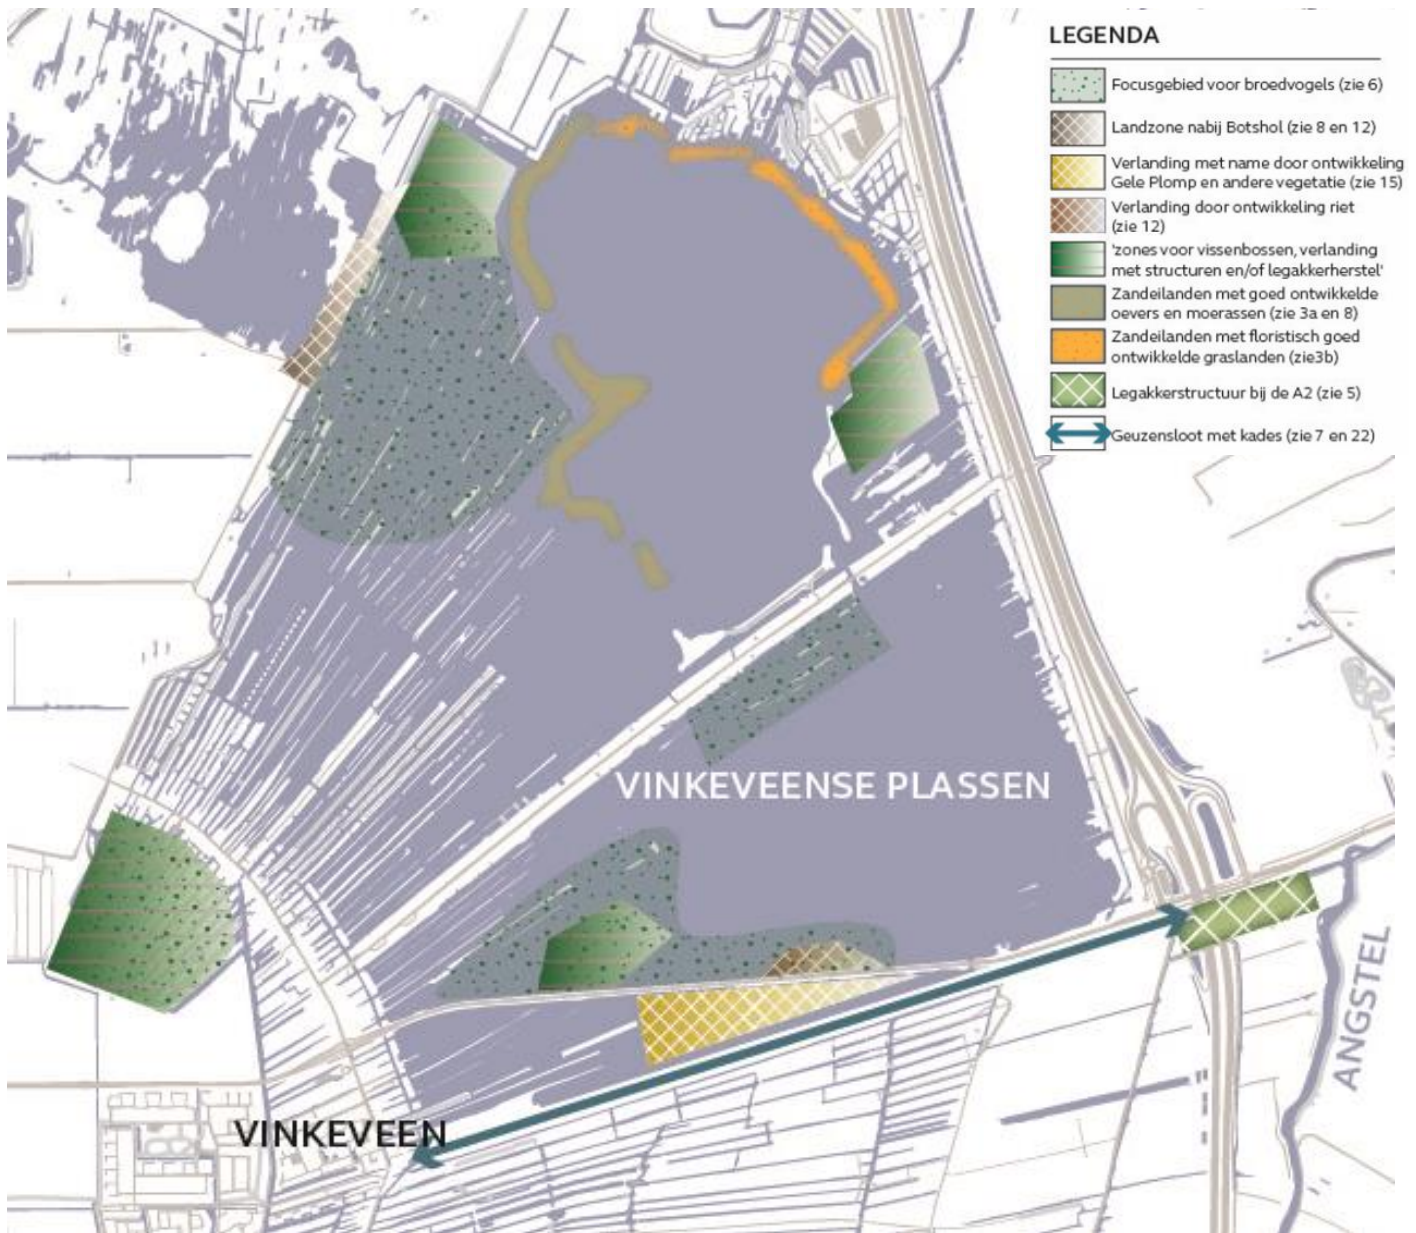 LEGENDA
Focusgebied voor broedvogels (zie 6)
Landzone nabij Botshol (zie 8 en 12)
Verlanding met name door ontwikkeling
Gele Plomp en andere vegetatie (zie 15)
Verlanding door ontwikkeling riet
(zie 12)
'zones voor vissenbossen, verlanding
met structuren en/of legakkerherstel'
Zandeilanden met goed ontwikkelde
oevers en moerassen (zie 3a en 8)
Zandeilanden met floristisch goed
ontwikkelde graslanden (zie3b)
Legakkerstructuur bij de A2 (zie 5)
Geuzensloot met kades (zie 7 en 22)
VINKEVEENSE PLASSEN
ANGSTEL
VINKEVEEN